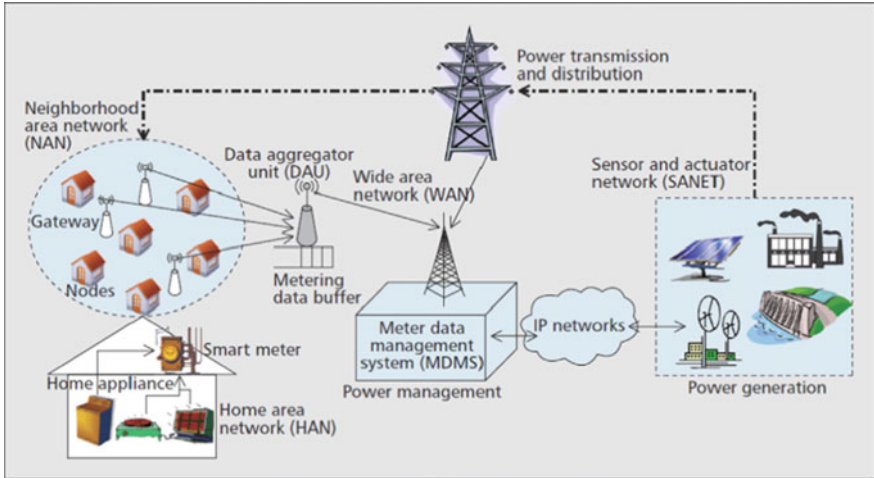 Power transmission
and distribution
Neighborhood
area network
(NAN)
Data aggregator
unit (DAU)
Wide area
network (WAN)
Sensor and actuator
network (SANET)
Gateway
Nodes
Metering
data buffer
Meter data
management
system (MDMS)
IP networks
Power management
Power generation
Smart meter
Home appliance
Home area
network (HAN)